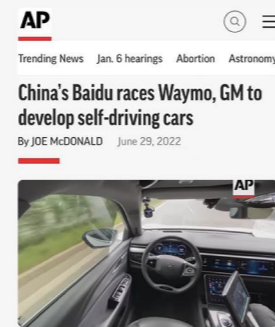 AP
Trending News Jan. 6 hearings Abortion Astronomy
China's Baidu races Waymo, GM to
develop self-driving cars
By JOE McDONALD June 29, 2022
AP